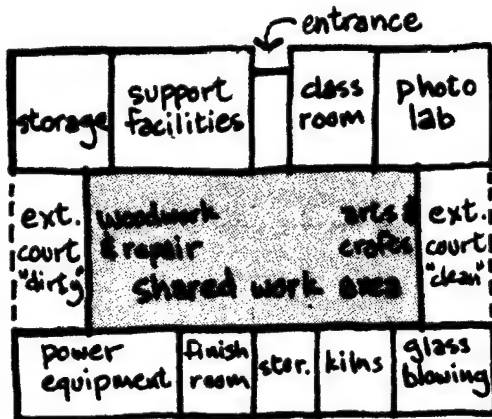 entrance
storage
support
facilities
class
room
photo
lab
ext.
court
"dirty"
woodwork
& repair
arts &
crafts
shared work area
ext.
court
"clean"
power
equipment
finish
room
stor.
kilns
glass
blowing